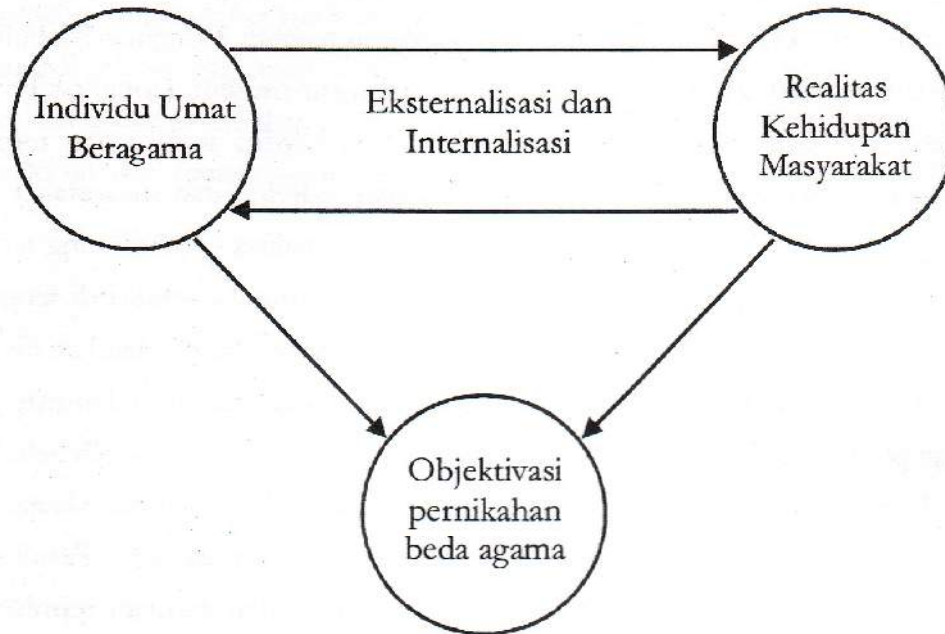 Individu Umat
Beragama
Eksternalisasi dan
Internalisasi
Realitas
Kehidupan
Masyarakat
Objektivasi
pernikahan
beda agama